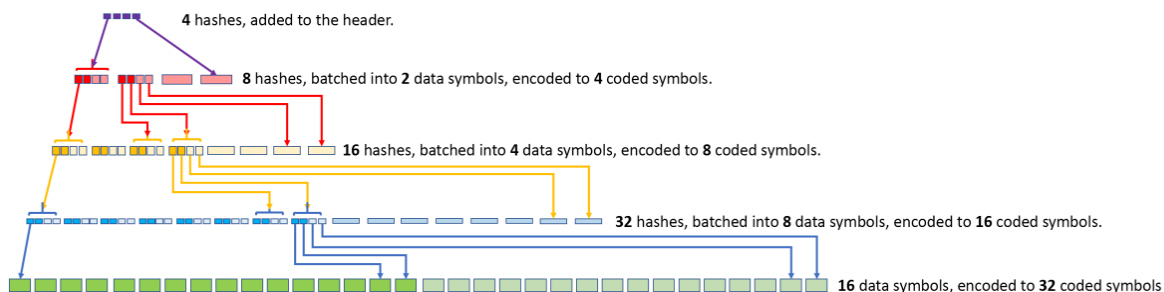 4 hashes, added to the header.
8 hashes, batched into 2 data symbols, encoded to 4 coded symbols.
16 hashes, batched into 4 data symbols, encoded to 8 coded symbols.
32 hashes, batched into 8 data symbols, encoded to 16 coded symbols.
16 data symbols, encoded to 32 coded symbols